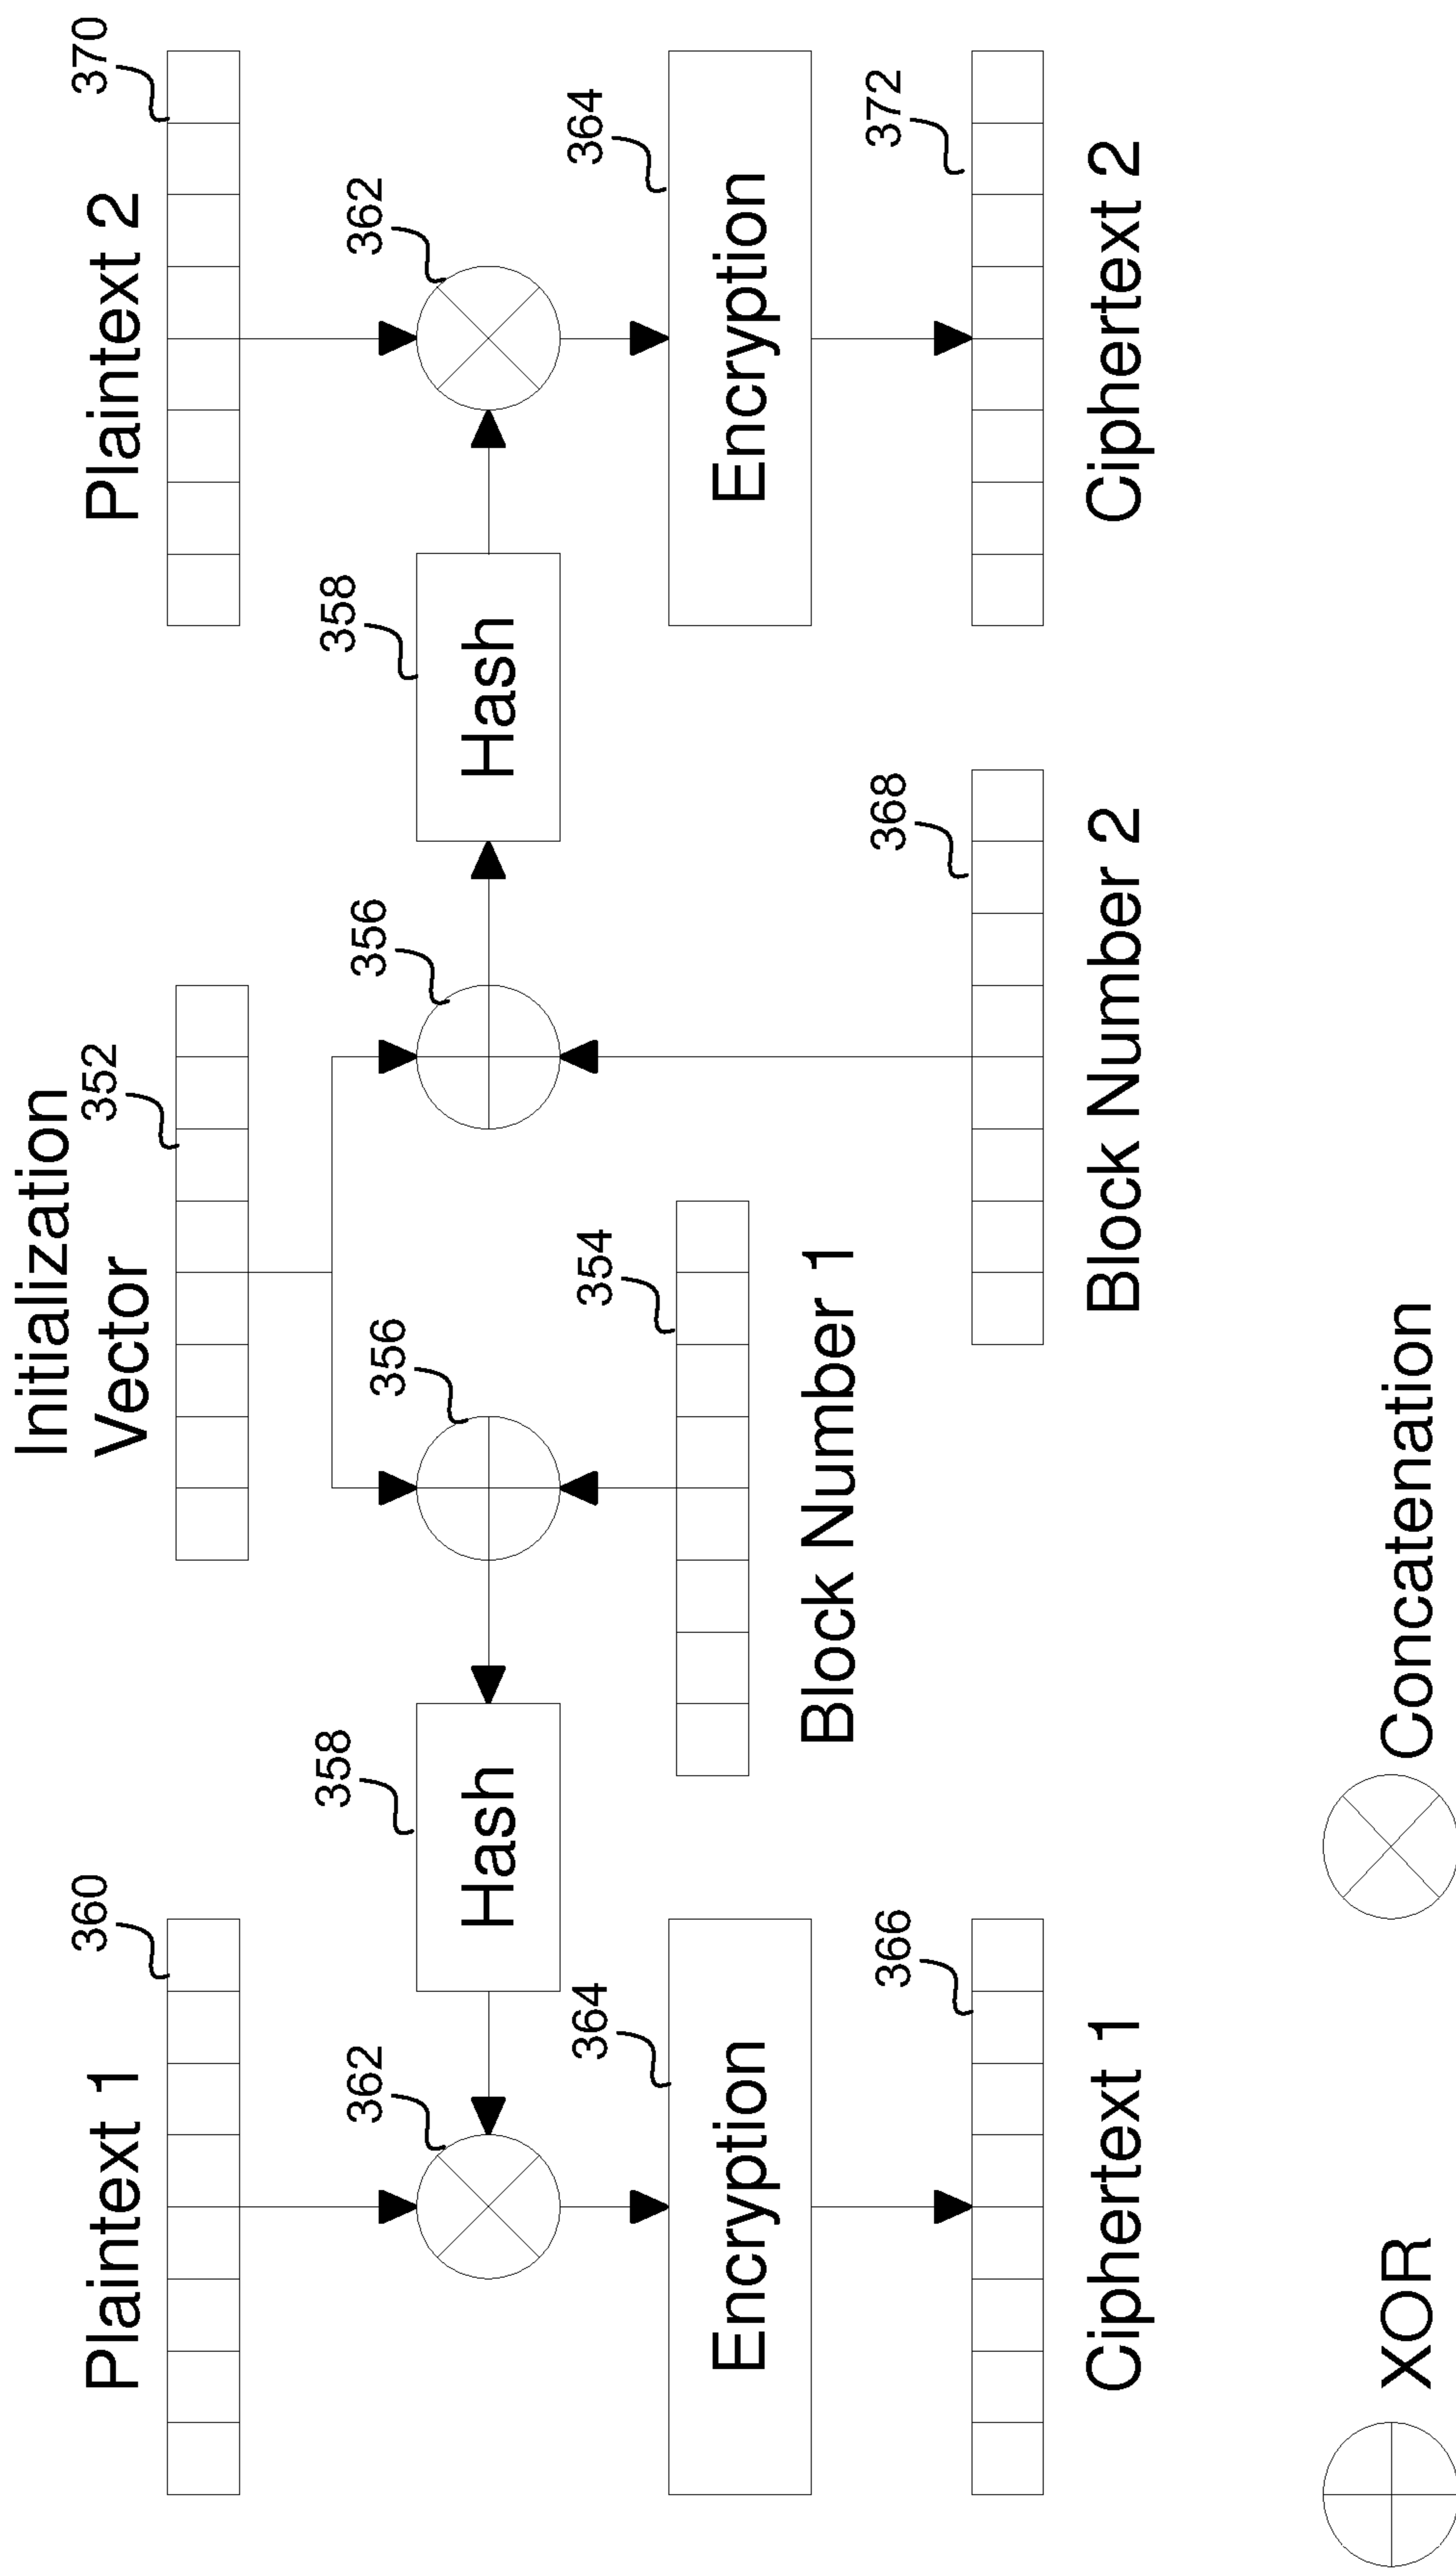 Initialization
Vector
352
Plaintext 1
360
Plaintext 2
370
362
358
Hash
356
356
358
Hash
362
364
Encryption
354
Block Number 1
364
Encryption
366
Ciphertext 1
368
Block Number 2
372
Ciphertext 2
XOR
Concatenation